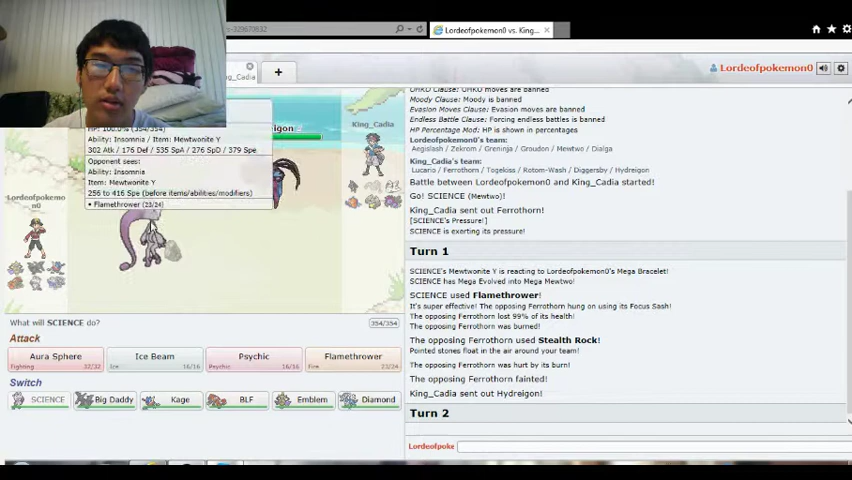 -329673532
Lordeofpokemon0 vs. King_...
ng_Cadia
+
Lordeofpokemon0
King_Cadia
HP: 100.0% (354/354)
Ability: Insomnia / Item: Mewtwonite Y
302 Atk / 176 Def / 535 SpA / 276 SpD / 379 Spe
Opponent sees:
Ability: Insomnia
Item: Mewtwonite Y
256 to 416 Spe (before items/abilities/modifiers)
• Flamethrower (23/24)
Lordeofpokemo
n0
What will SCIENCE do?
354/354
Attack
Aura Sphere
Fighting 32/32
Ice Beam
Ice 16/16
Psychic
Psychic 16/16
Flamethrower
Fire 23/24
Switch
SCIENCE
Big Daddy
Kage
BLF
Emblem
Diamond
OHKO Clause: OHKO moves are banned
Moody Clause: Moody is banned
Evasion Moves Clause: Evasion moves are banned
Endless Battle Clause: Forcing endless battles is banned
HP Percentage Mod: HP is shown in percentages
Lordeofpokemon0's team:
Aegislash / Zekrom / Greninja / Groudon / Mewtwo / Dialga
King_Cadia's team:
Lucario / Ferrothorn / Togekiss / Rotom-Wash / Diggersby / Hydreigon
Battle between Lordeofpokemon0 and King_Cadia started!
Go! SCIENCE (Mewtwo)!
King_Cadia sent out Ferrothorn!
[SCIENCE's Pressure!]
SCIENCE is exerting its pressure!
Turn 1
SCIENCE's Mewtwonite Y is reacting to Lordeofpokemon0's Mega Bracelet!
SCIENCE has Mega Evolved into Mega Mewtwo!
SCIENCE used Flamethrower!
It's super effective! The opposing Ferrothorn hung on using its Focus Sash!
The opposing Ferrothorn lost 99% of its health!
The opposing Ferrothorn was burned!
The opposing Ferrothorn used Stealth Rock!
Pointed stones float in the air around your team!
The opposing Ferrothorn was hurt by its burn!
The opposing Ferrothorn fainted!
King_Cadia sent out Hydreigon!
Turn 2
Lordeofpoke